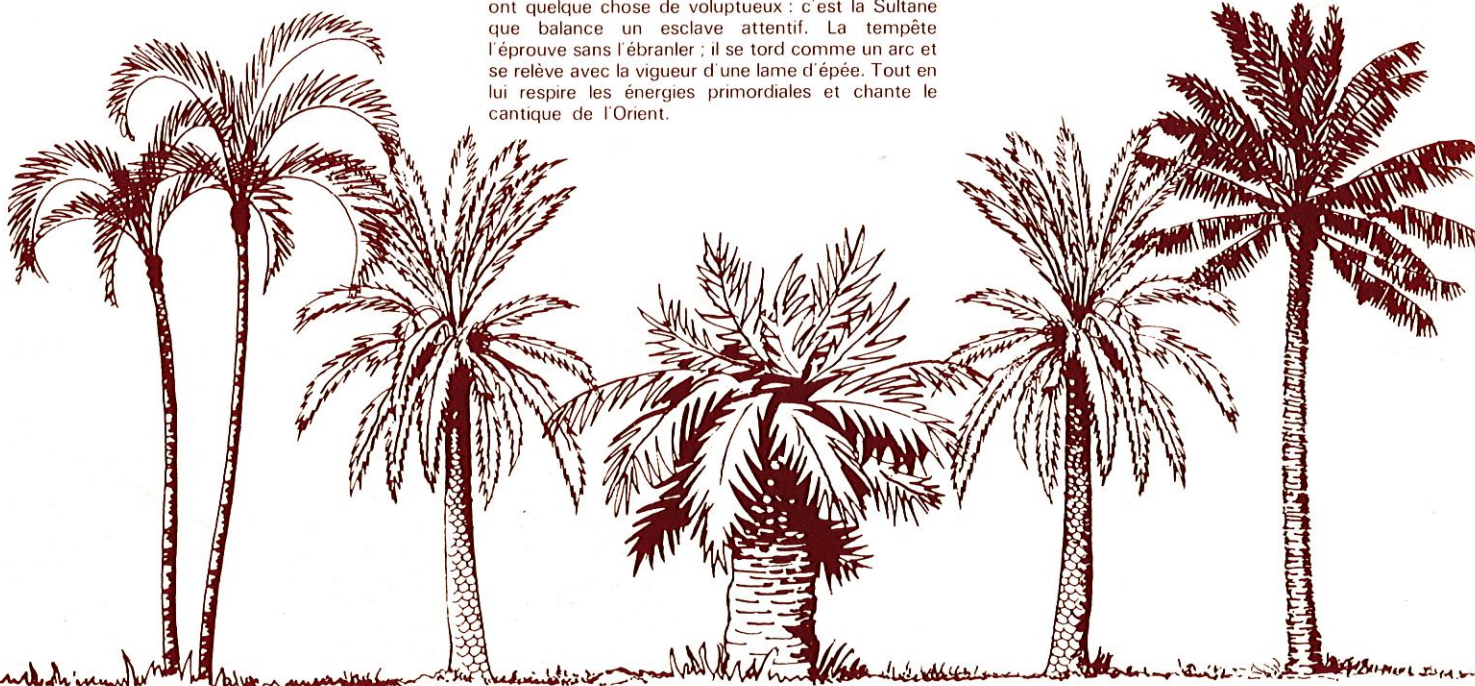 ont quelque chose de voluptueux : c'est la Sultane
que balance un esclave attentif. La tempête
l'éprouve sans l'ébranler ; il se tord comme un arc et
se relève avec la vigueur d'une lame d'épée. Tout en
lui respire les énergies primordiales et chante le
cantique de l'Orient.